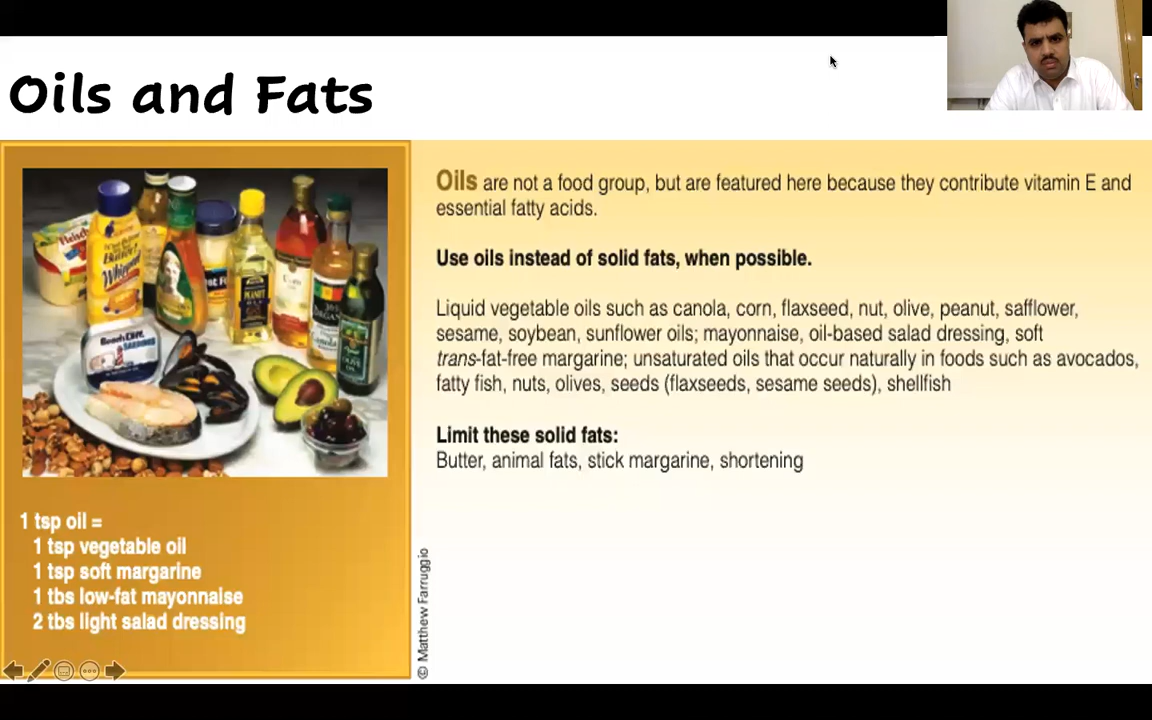 Oils and Fats
Oils are not a food group, but are featured here because they contribute vitamin E and
essential fatty acids.
Use oils instead of solid fats, when possible.
Liquid vegetable oils such as canola, corn, flaxseed, nut, olive, peanut, safflower,
sesame, soybean, sunflower oils; mayonnaise, oil-based salad dressing, soft
trans-fat-free margarine; unsaturated oils that occur naturally in foods such as avocados,
fatty fish, nuts, olives, seeds (flaxseeds, sesame seeds), shellfish
Limit these solid fats:
Butter, animal fats, stick margarine, shortening
PEANUT
Corn
1 tsp oil =
1 tsp vegetable oil
1 tsp soft margarine
1 tbs low-fat mayonnaise
2 tbs light salad dressing
© Matthew Farruggio